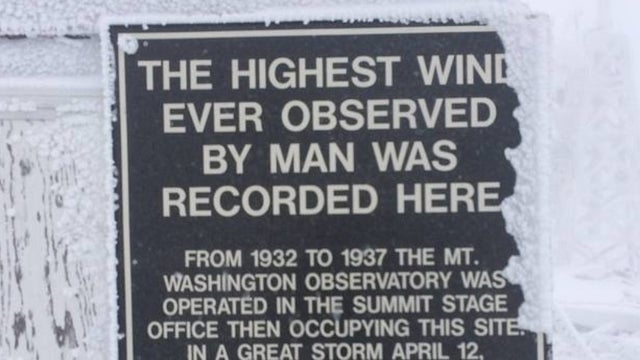 THE HIGHEST WIND
EVER OBSERVED
BY MAN WAS
RECORDED HERE
FROM 1932 TO 1937 THE MT.
WASHINGTON OBSERVATORY WAS
OPERATED IN THE SUMMIT STAGE
OFFICE THEN OCCUPYING THIS SITE.
IN A GREAT STORM APRIL 12,